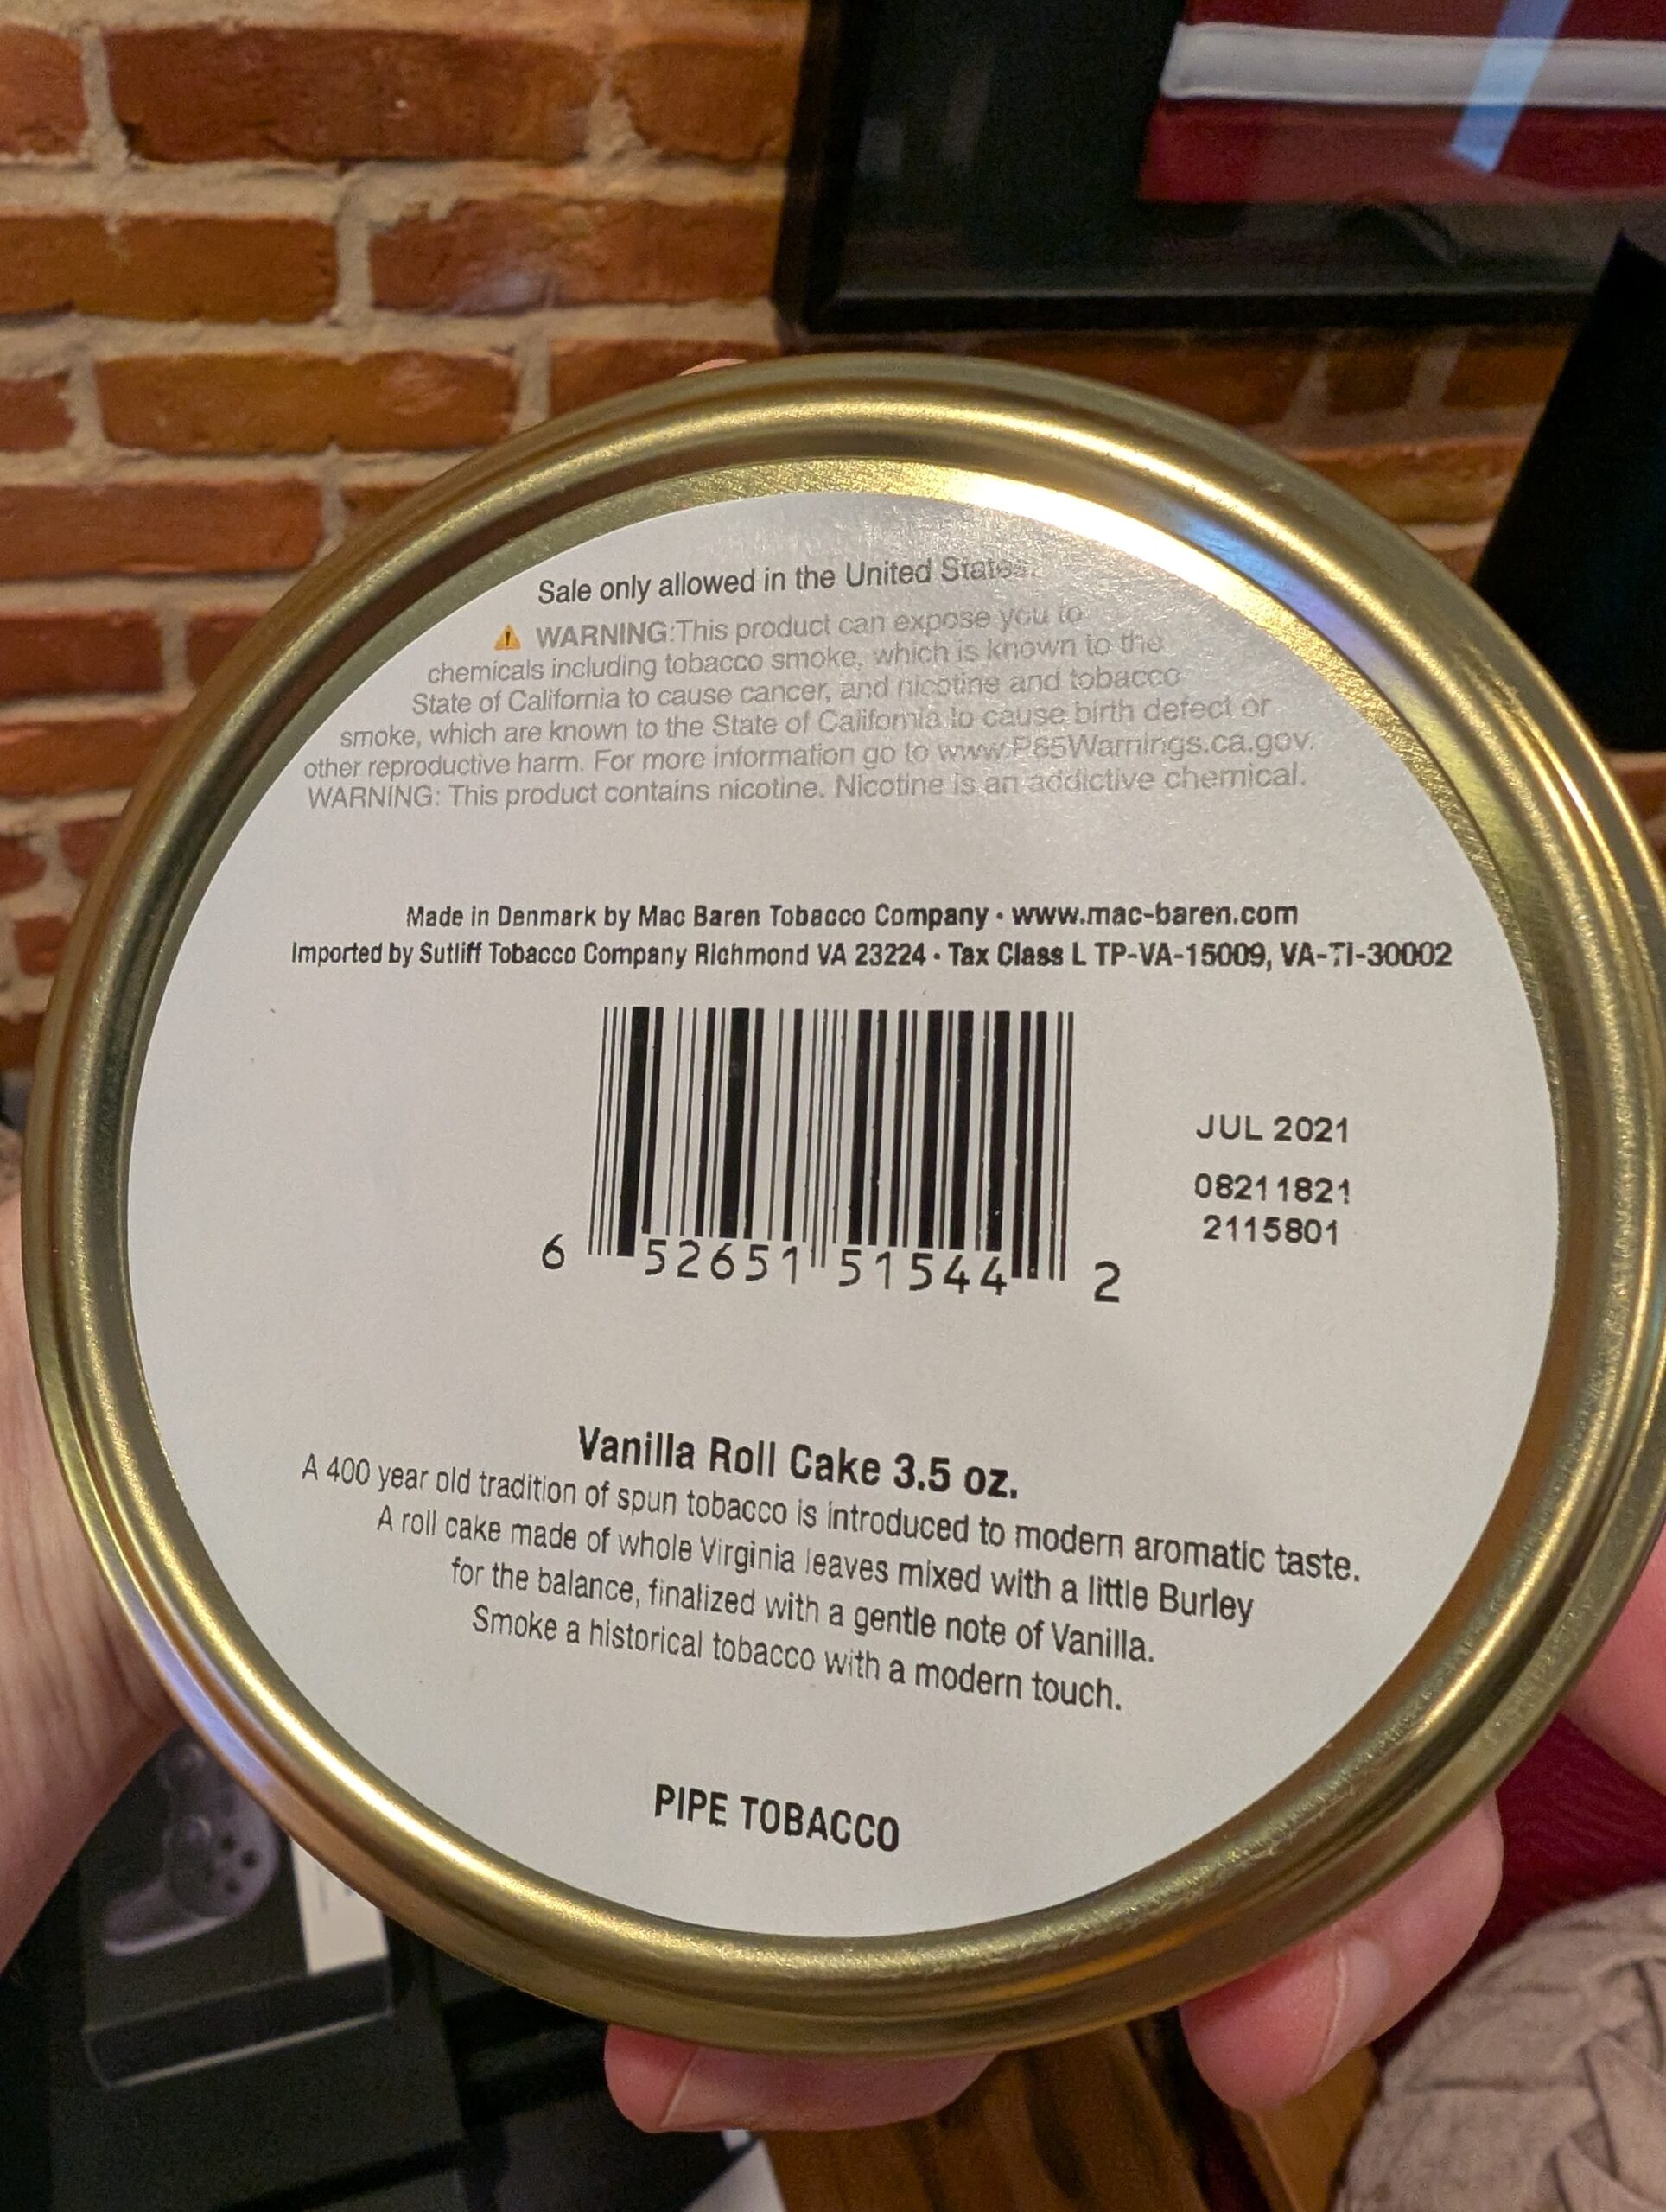 Sale only allowed in the United States.
WARNING:This product can expose you to
chemicals including tobacco smoke, which is known to the
State of California to cause cancer, and nicotine and tobacco
smoke, which are known to the State of California to cause birth defect or
other reproductive harm. For more information go to www.P65Warnings.ca.gov.
WARNING: This product contains nicotine. Nicotine is an addictive chemical.
Made in Denmark by Mac Baren Tobacco Company • www.mac-baren.com
Imported by Sutliff Tobacco Company Richmond VA 23224 • Tax Class L TP-VA-15009, VA-TI-30002
JUL 2021
08211821
2115801
6 52651 51544 2
Vanilla Roll Cake 3.5 oz.
A 400 year old tradition of spun tobacco is introduced to modern aromatic taste.
A roll cake made of whole Virginia leaves mixed with a little Burley
for the balance, finalized with a gentle note of Vanilla.
Smoke a historical tobacco with a modern touch.
PIPE TOBACCO